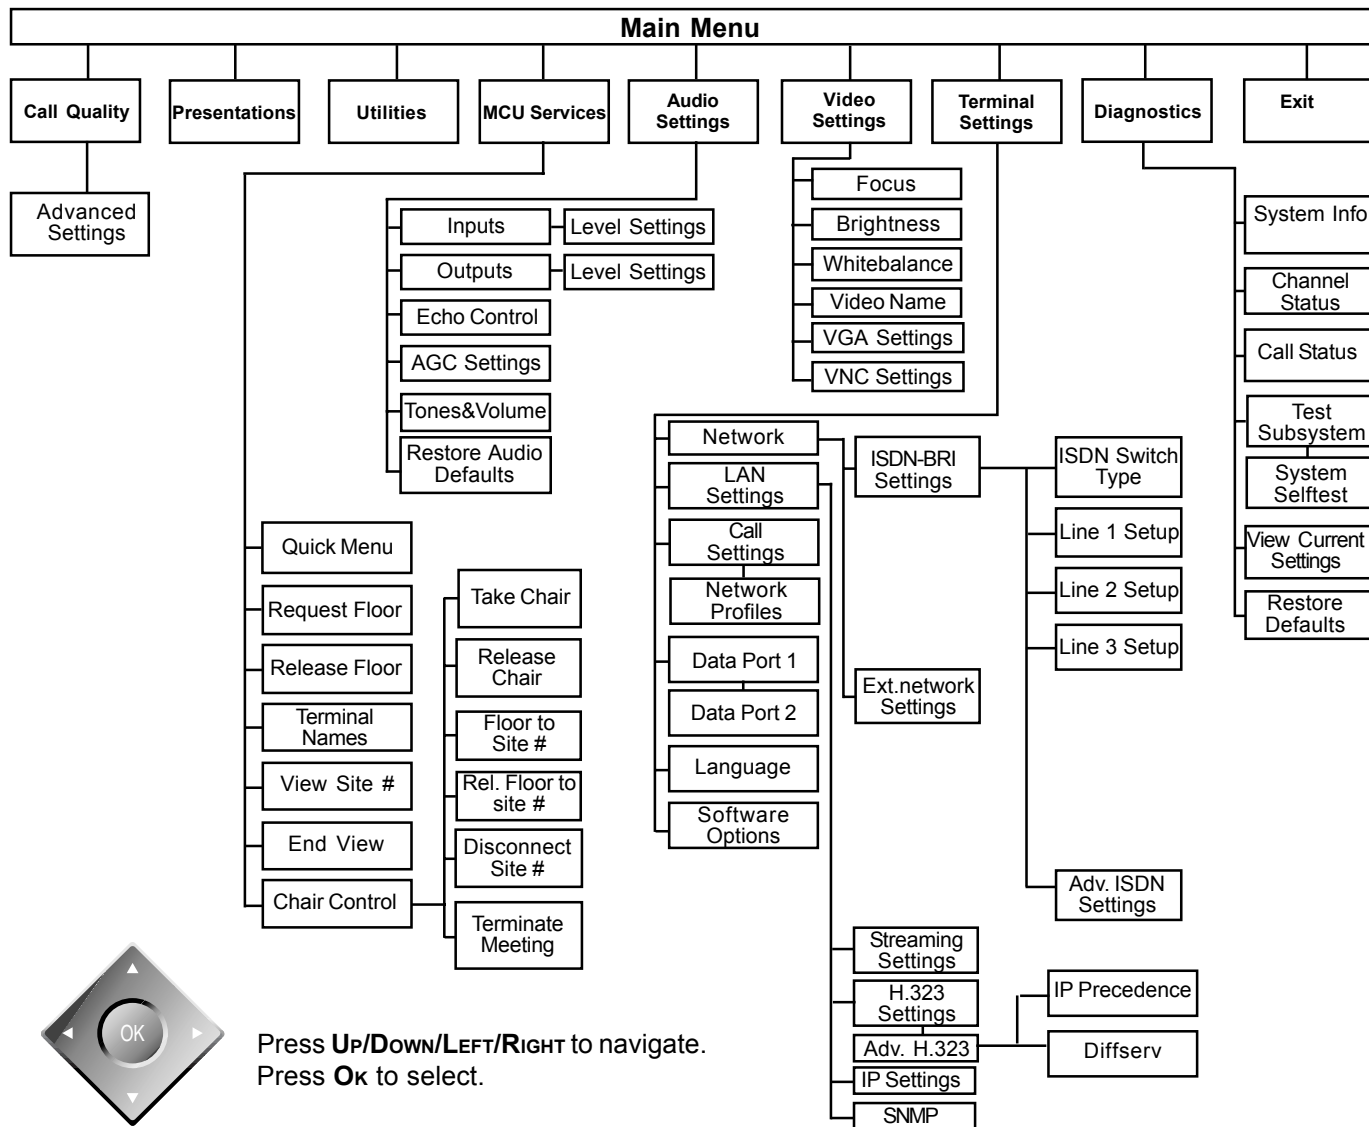 Main Menu
Call Quality
Presentations
Utilities
MCU Services
Audio
Settings
Video
Settings
Terminal
Settings
Diagnostics
Exit
Advanced
Settings
Inputs
Level Settings
Outputs
Level Settings
Echo Control
AGC Settings
Tones&Volume
Restore Audio
Defaults
Focus
Brightness
Whitebalance
Video Name
VGA Settings
VNC Settings
System Info
Channel
Status
Call Status
Test
Subsystem
System
Selftest
View Current
Settings
Restore
Defaults
Network
LAN
Settings
Call
Settings
Network
Profiles
Data Port 1
Data Port 2
Language
Software
Options
ISDN-BRI
Settings
Ext.network
Settings
ISDN Switch
Type
Line 1 Setup
Line 2 Setup
Line 3 Setup
Adv. ISDN
Settings
Quick Menu
Request Floor
Release Floor
Terminal
Names
View Site #
End View
Chair Control
Take Chair
Release
Chair
Floor to
Site #
Rel. Floor to
site #
Disconnect
Site #
Terminate
Meeting
Streaming
Settings
H.323
Settings
Adv. H.323
IP Settings
SNMP
IP Precedence
Diffserv
OK
Press UP/DOWN/LEFT/RIGHT to navigate.
Press OK to select.